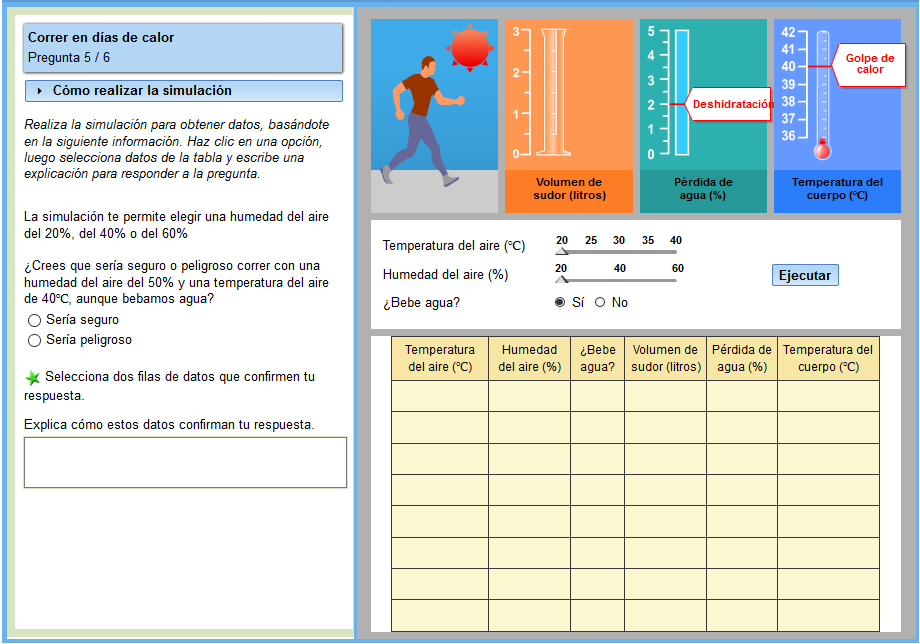 Correr en días de calor
Pregunta 5 / 6
Cómo realizar la simulación
Realiza la simulación para obtener datos, basándote
en la siguiente información. Haz clic en una opción,
luego selecciona datos de la tabla y escribe una
explicación para responder a la pregunta.
La simulación te permite elegir una humedad del aire
del 20%, del 40% o del 60%
¿Crees que sería seguro o peligroso correr con una
humedad del aire del 50% y una temperatura del aire
de 40ºC, aunque bebamos agua?
Sería seguro
Sería peligroso
Selecciona dos filas de datos que confirmen tu
respuesta.
Explica cómo estos datos confirman tu respuesta.
3
2
1
0
Volumen de
sudor (litros)
5
4
3
2
1
0
Deshidratación
Pérdida de
agua (%)
42
41
40
39
38
37
36
Golpe de
calor
Temperatura del
cuerpo (ºC)
Temperatura del aire (ºC) 20 25 30 35 40
Humedad del aire (%) 20 40 60
¿Bebe agua? Sí No
Ejecutar
Temperatura del aire (ºC) Humedad del aire (%) ¿Bebe agua? Volumen de sudor (litros) Pérdida de agua (%) Temperatura del cuerpo (ºC)